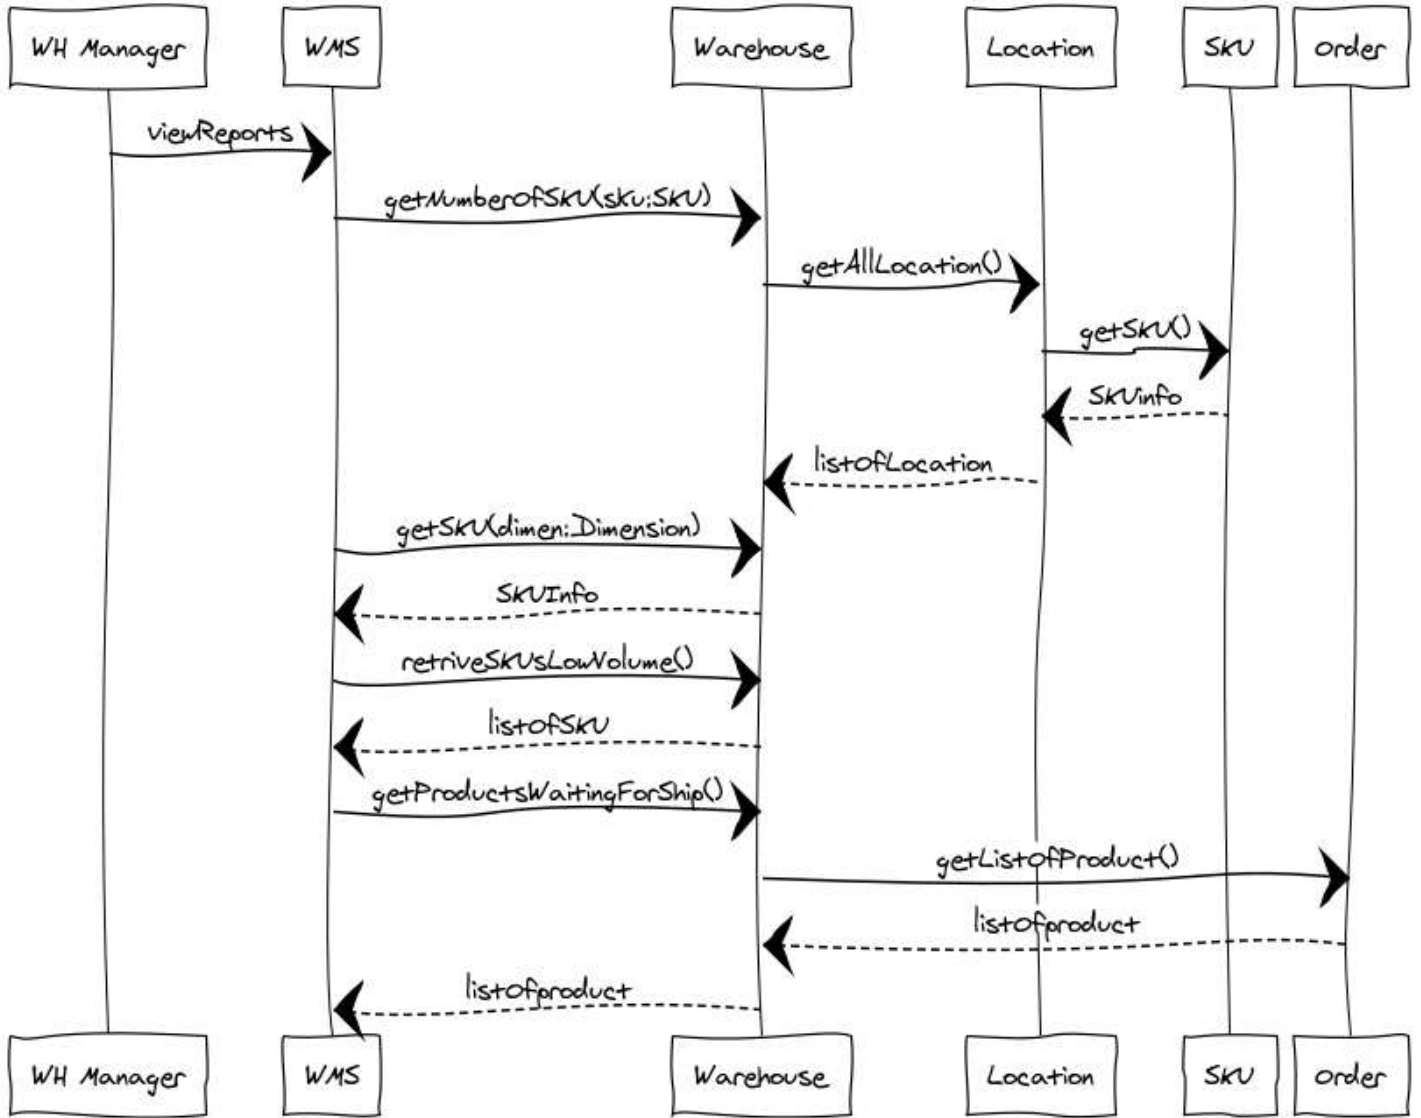 WH Manager
WMS
Warehouse
Location
SKU
Order
viewReports
getNumberOfSKU(sku:SKU)
getAllLocation()
getSKU()
SKUinfo
listOfLocation
getSKU(dimen:Dimension)
SKUInfo
retriveSKUsLowVolume()
listOfSKU
getProductsWaitingForShip()
getListOfProduct()
listOfproduct
listOfproduct
WH Manager
WMS
Warehouse
Location
SKU
Order